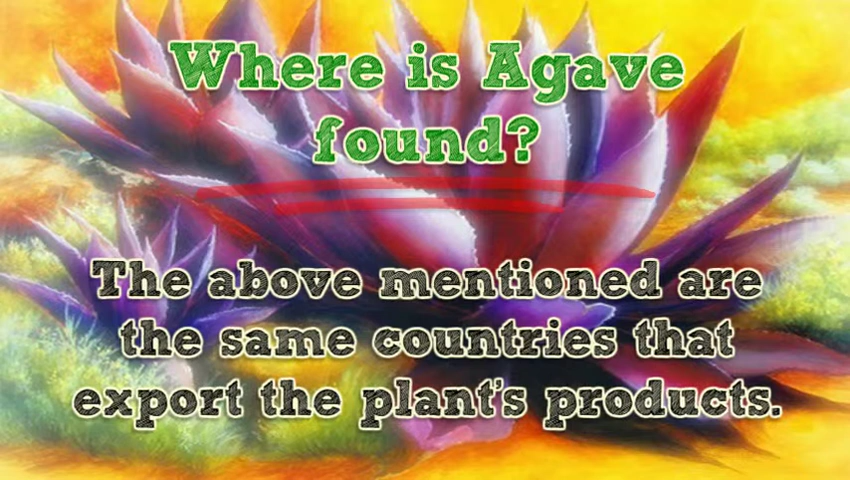 Where is Agave
found?
The above mentioned are
the same countries that
export the plant's products.